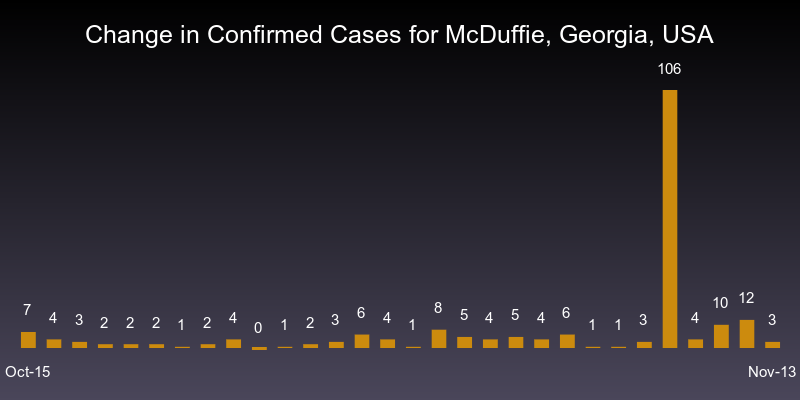 Change in Confirmed Cases for McDuffie, Georgia, USA
106
7 4 3 2 2 2 1 2 4 0 1 2 3 6 4 1 8 5 4 5 4 6 1 1 3 4 10 12 3
Oct-15 Nov-13